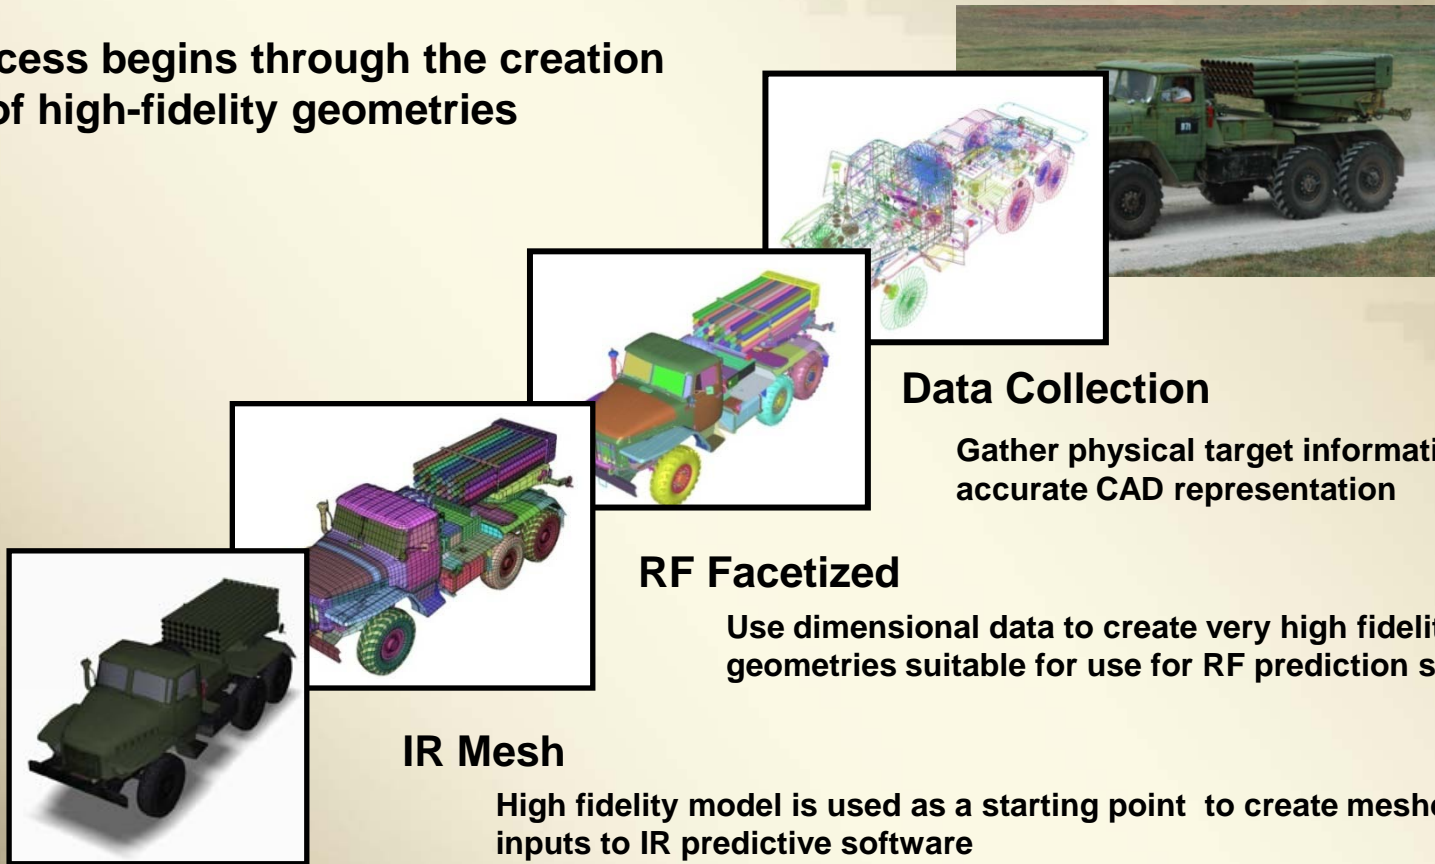 cess begins through the creation
of high-fidelity geometries
Data Collection
Gather physical target informati
accurate CAD representation
RF Facetized
Use dimensional data to create very high fidelit
geometries suitable for use for RF prediction s
IR Mesh
High fidelity model is used as a starting point to create meshe
inputs to IR predictive software